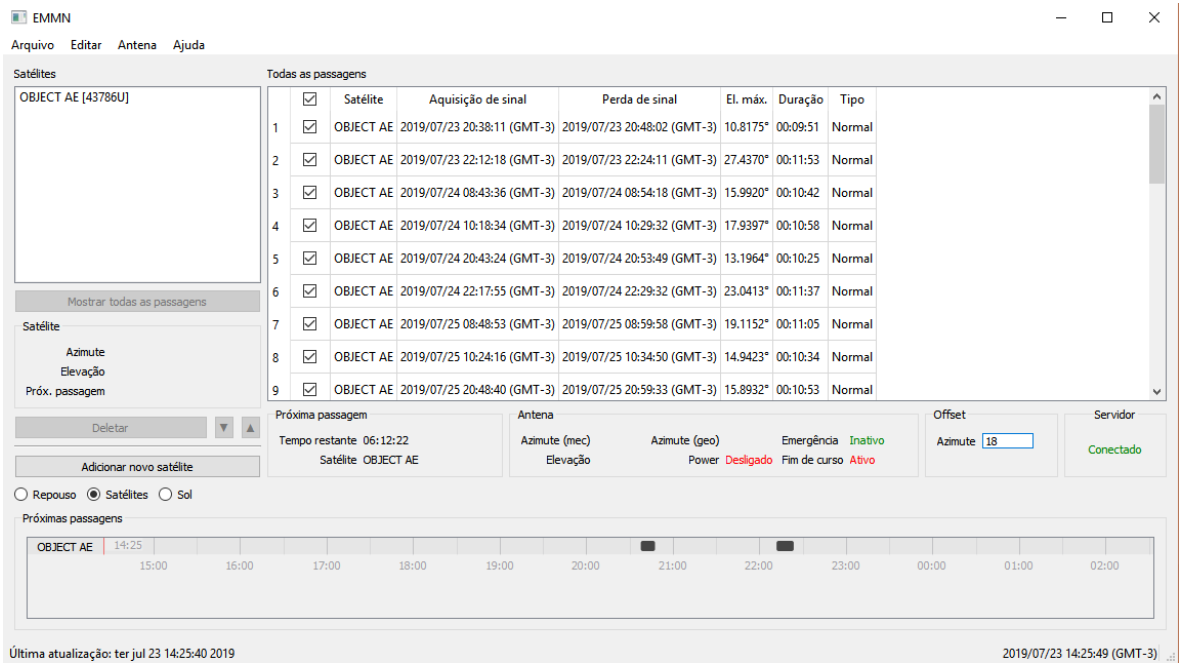 EMMN
Arquivo Editar Antena Ajuda
Satélites
OBJECT AE [43786U]
Mostrar todas as passagens
Satélite
Azimute
Elevação
Próx. passagem
Deletar ▼ ▲
Adicionar novo satélite
Todas as passagens
Satélite Aquisição de sinal Perda de sinal El. máx. Duração Tipo
1 OBJECT AE 2019/07/23 20:38:11 (GMT-3) 2019/07/23 20:48:02 (GMT-3) 10.8175° 00:09:51 Normal
2 OBJECT AE 2019/07/23 22:12:18 (GMT-3) 2019/07/23 22:24:11 (GMT-3) 27.4370° 00:11:53 Normal
3 OBJECT AE 2019/07/24 08:43:36 (GMT-3) 2019/07/24 08:54:18 (GMT-3) 15.9920° 00:10:42 Normal
4 OBJECT AE 2019/07/24 10:18:34 (GMT-3) 2019/07/24 10:29:32 (GMT-3) 17.9397° 00:10:58 Normal
5 OBJECT AE 2019/07/24 20:43:24 (GMT-3) 2019/07/24 20:53:49 (GMT-3) 13.1964° 00:10:25 Normal
6 OBJECT AE 2019/07/24 22:17:55 (GMT-3) 2019/07/24 22:29:32 (GMT-3) 23.0413° 00:11:37 Normal
7 OBJECT AE 2019/07/25 08:48:53 (GMT-3) 2019/07/25 08:59:58 (GMT-3) 19.1152° 00:11:05 Normal
8 OBJECT AE 2019/07/25 10:24:16 (GMT-3) 2019/07/25 10:34:50 (GMT-3) 14.9423° 00:10:34 Normal
9 OBJECT AE 2019/07/25 20:48:40 (GMT-3) 2019/07/25 20:59:33 (GMT-3) 15.8932° 00:10:53 Normal
Próxima passagem
Tempo restante 06:12:22
Satélite OBJECT AE
Antena
Azimute (mec) Azimute (geo) Emergência Inativo
Elevação Power Desligado Fim de curso Ativo
Offset
Azimute 18
Servidor
Conectado
Repouso Satélites Sol
Próximas passagens
OBJECT AE 14:25
15:00 16:00 17:00 18:00 19:00 20:00 21:00 22:00 23:00 00:00 01:00 02:00
Última atualização: ter jul 23 14:25:40 2019 2019/07/23 14:25:49 (GMT-3)